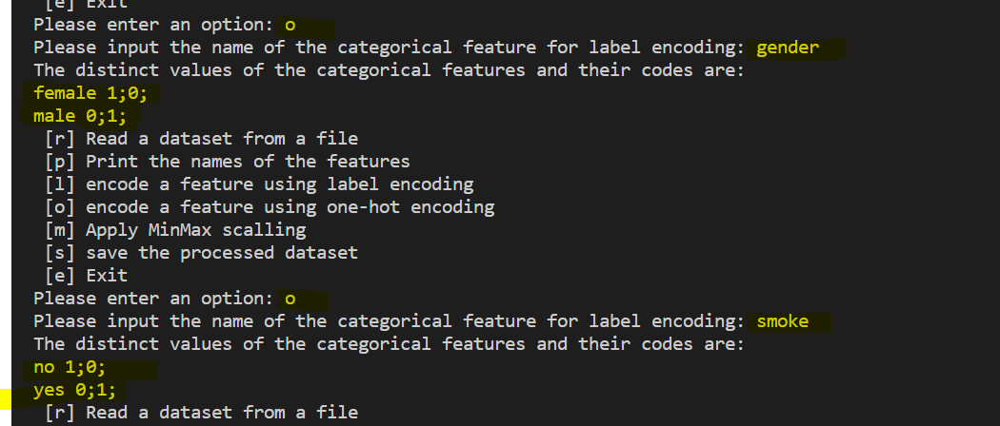 [e] Exit
Please enter an option: o
Please input the name of the categorical feature for label encoding: gender
The distinct values of the categorical features and their codes are:
female 1;0;
male 0;1;
[r] Read a dataset from a file
[p] Print the names of the features
[l] encode a feature using label encoding
[o] encode a feature using one-hot encoding
[m] Apply MinMax scalling
[s] save the processed dataset
[e] Exit
Please enter an option: o
Please input the name of the categorical feature for label encoding: smoke
The distinct values of the categorical features and their codes are:
no 1;0;
yes 0;1;
[r] Read a dataset from a file